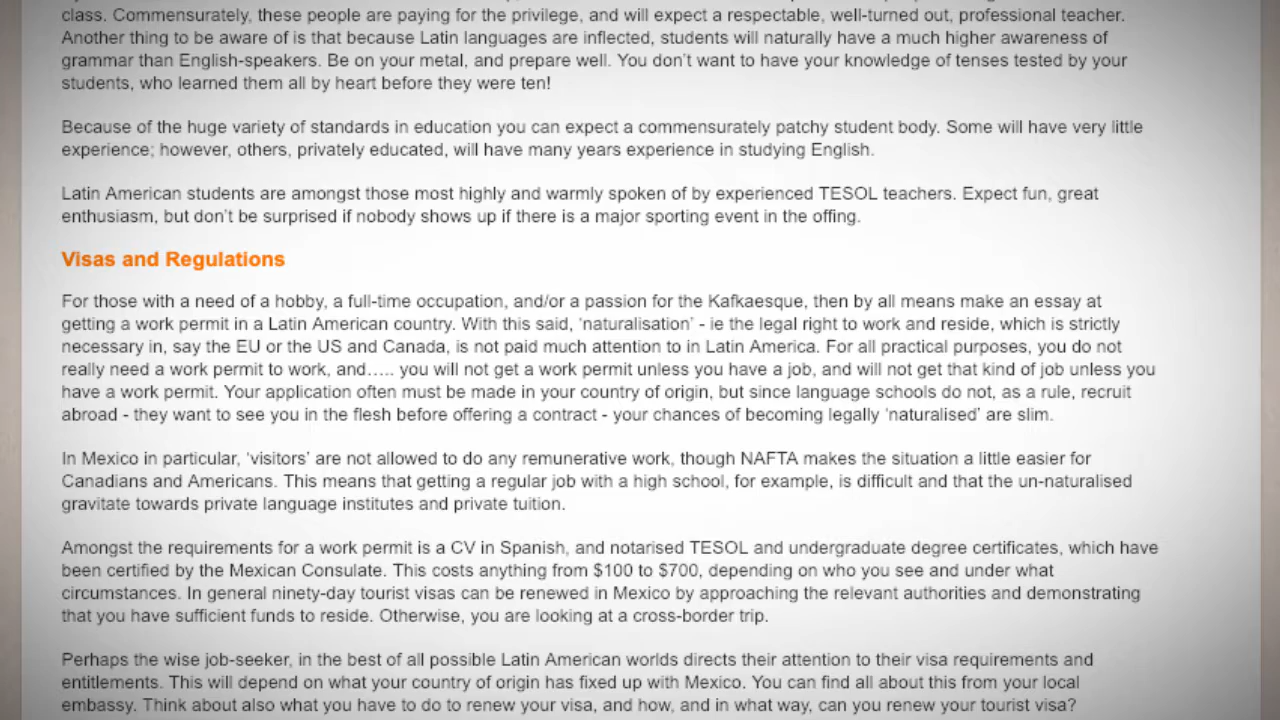 class. Commensurately, these people are paying for the privilege, and will expect a respectable, well-turned out, professional teacher.
Another thing to be aware of is that because Latin languages are inflected, students will naturally have a much higher awareness of
grammar than English-speakers. Be on your metal, and prepare well. You don't want to have your knowledge of tenses tested by your
students, who learned them all by heart before they were ten!
Because of the huge variety of standards in education you can expect a commensurately patchy student body. Some will have very little
experience; however, others, privately educated, will have many years experience in studying English.
Latin American students are amongst those most highly and warmly spoken of by experienced TESOL teachers. Expect fun, great
enthusiasm, but don't be surprised if nobody shows up if there is a major sporting event in the offing.
Visas and Regulations
For those with a need of a hobby, a full-time occupation, and/or a passion for the Kafkaesque, then by all means make an essay at
getting a work permit in a Latin American country. With this said, 'naturalisation' - ie the legal right to work and reside, which is strictly
necessary in, say the EU or the US and Canada, is not paid much attention to in Latin America. For all practical purposes, you do not
really need a work permit to work, and….. you will not get a work permit unless you have a job, and will not get that kind of job unless you
have a work permit. Your application often must be made in your country of origin, but since language schools do not, as a rule, recruit
abroad - they want to see you in the flesh before offering a contract - your chances of becoming legally 'naturalised' are slim.
In Mexico in particular, 'visitors' are not allowed to do any remunerative work, though NAFTA makes the situation a little easier for
Canadians and Americans. This means that getting a regular job with a high school, for example, is difficult and that the un-naturalised
gravitate towards private language institutes and private tuition.
Amongst the requirements for a work permit is a CV in Spanish, and notarised TESOL and undergraduate degree certificates, which have
been certified by the Mexican Consulate. This costs anything from $100 to $700, depending on who you see and under what
circumstances. In general ninety-day tourist visas can be renewed in Mexico by approaching the relevant authorities and demonstrating
that you have sufficient funds to reside. Otherwise, you are looking at a cross-border trip.
Perhaps the wise job-seeker, in the best of all possible Latin American worlds directs their attention to their visa requirements and
entitlements. This will depend on what your country of origin has fixed up with Mexico. You can find all about this from your local
embassy. Think about also what you have to do to renew your visa, and how, and in what way, can you renew your tourist visa?